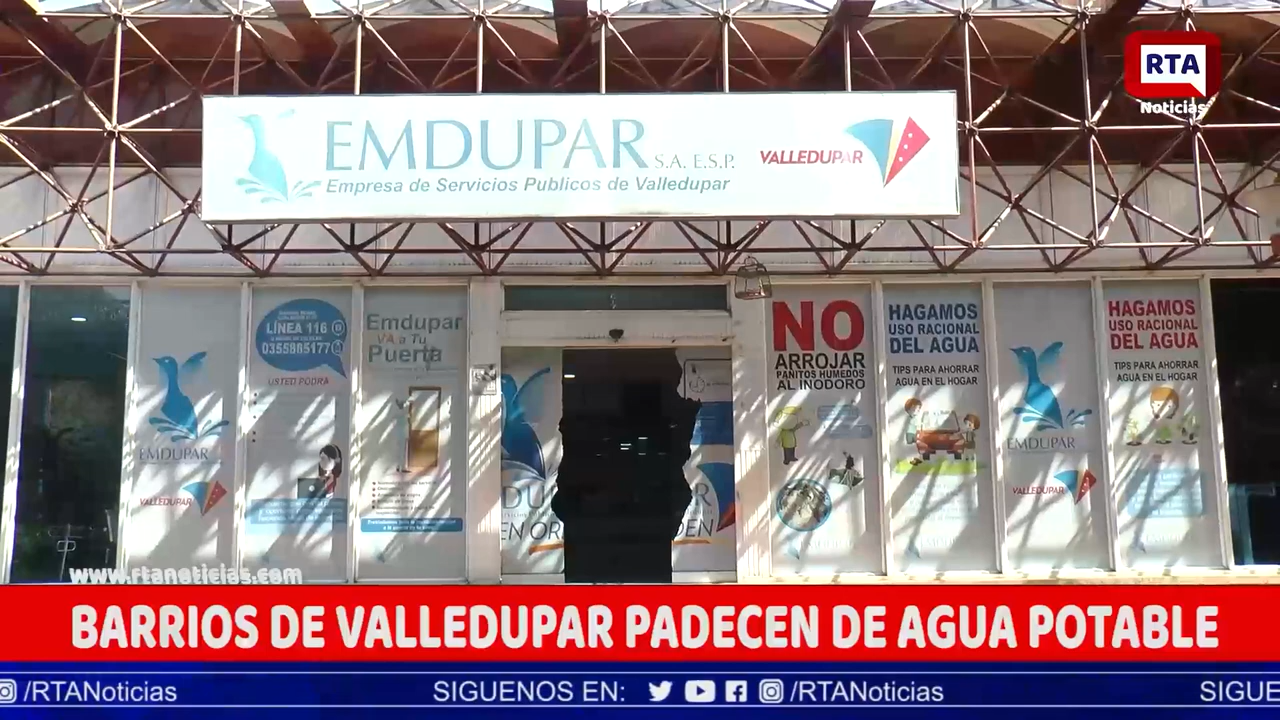 RTA
Noticias
EMDUPAR S.A. E.S.P.
Empresa de Servicios Publicos de Valledupar
VALLEDUPAR
LÍNEA 116
0355885177
USTED PODRA
Emdupar
VA a Tu
Puerta
EMDUPAR
VALLEDUPAR
NO
ARROJAR
PAÑITOS HUMEDOS
AL INODORO
HAGAMOS
USO RACIONAL
DEL AGUA
TIPS PARA AHORRAR
AGUA EN EL HOGAR
EMDUPAR
VALLEDUPAR
HAGAMOS
USO RACIONAL
DEL AGUA
TIPS PARA AHORRAR
AGUA EN EL HOGAR
www.rtanoticias.com
BARRIOS DE VALLEDUPAR PADECEN DE AGUA POTABLE
/RTANoticias SIGUENOS EN: /RTANoticias SIGUE